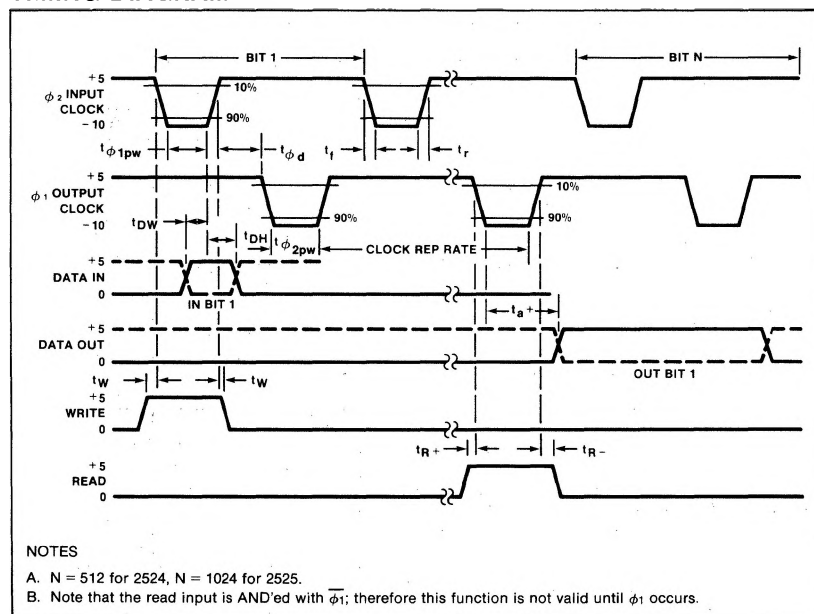 BIT 1
BIT N
+5
ϕ2 INPUT CLOCK
10%
90%
-10
tϕ1pw
tϕd
tf
tr
+5
ϕ1 OUTPUT CLOCK
10%
90%
90%
-10
tDW
tDH
tϕ2pw
CLOCK REP RATE
+5
DATA IN
0
IN BIT 1
ta+
+5
DATA OUT
0
OUT BIT 1
tW
tW
+5
WRITE
0
tR+
tR−
+5
READ
0
NOTES
A. N = 512 for 2524, N = 1024 for 2525.
B. Note that the read input is AND'ed with ϕ̅1; therefore this function is not valid until ϕ1 occurs.